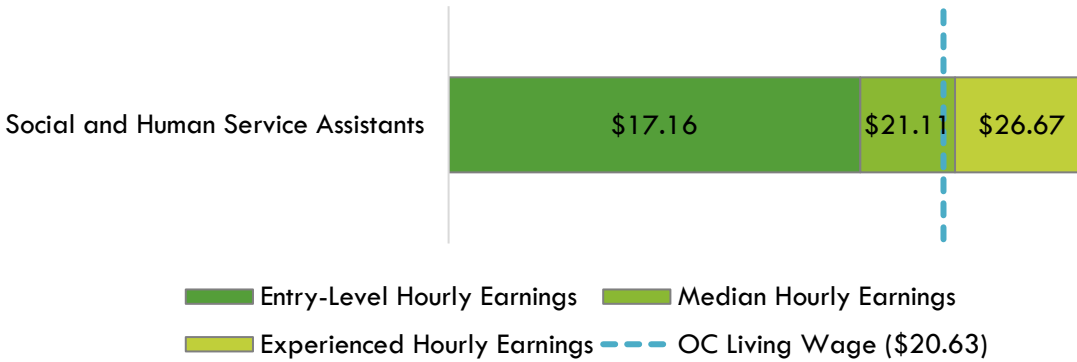 Social and Human Service Assistants $17.16 $21.11 $26.67
Entry-Level Hourly Earnings Median Hourly Earnings
Experienced Hourly Earnings OC Living Wage ($20.63)